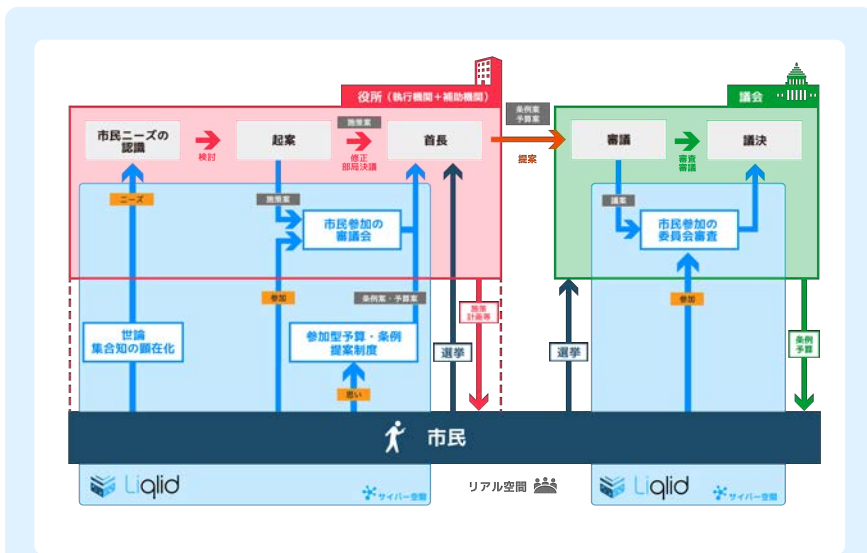 役所（執行機関＋補助機関）
議会
条例案
予算案
市民ニーズの
認識
検討
起案
施策案
修正
部局決議
首長
提案
審議
審査
審議
議決
ニーズ
施策案
市民参加の
審議会
議案
市民参加の
委員会審査
参加
条例案・予算案
参加
世論
集合知の顕在化
参加型予算・条例
提案制度
思い
選挙
施策
計画等
選挙
条例
予算
市民
Liqlid
サイバー空間
リアル空間
Liqlid
サイバー空間